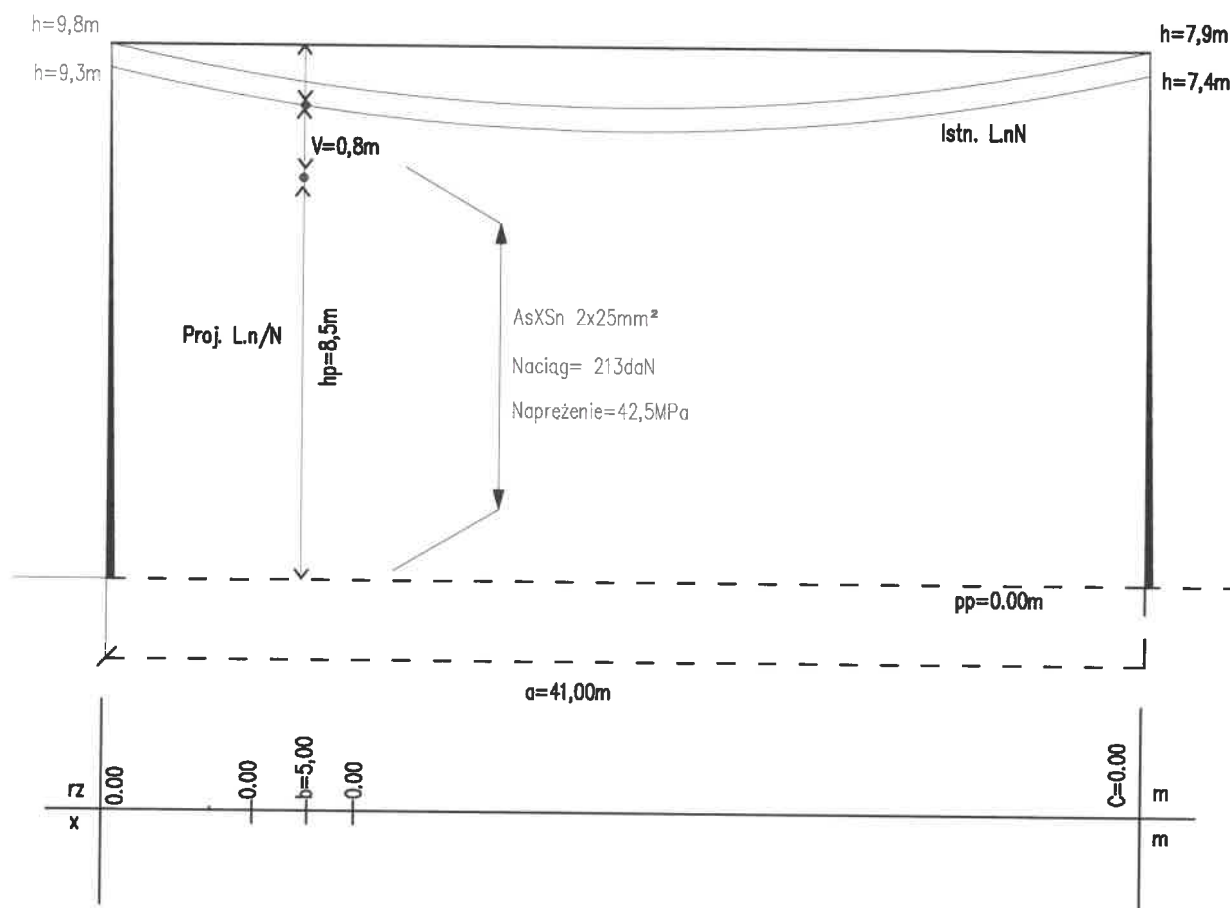 h=9,8m
h=7,9m
h=9,3m
h=7,4m
Istn. L.nN
V=0,8m
Proj. L.n/N
hp=8,5m
AsXSn 2x25mm²
Naciąg= 213daN
Naprężenie=42,5MPa
pp=0.00m
a=41,00m
rz
0.00
0.00
b=5,00
0.00
C=0.00
m
x
m